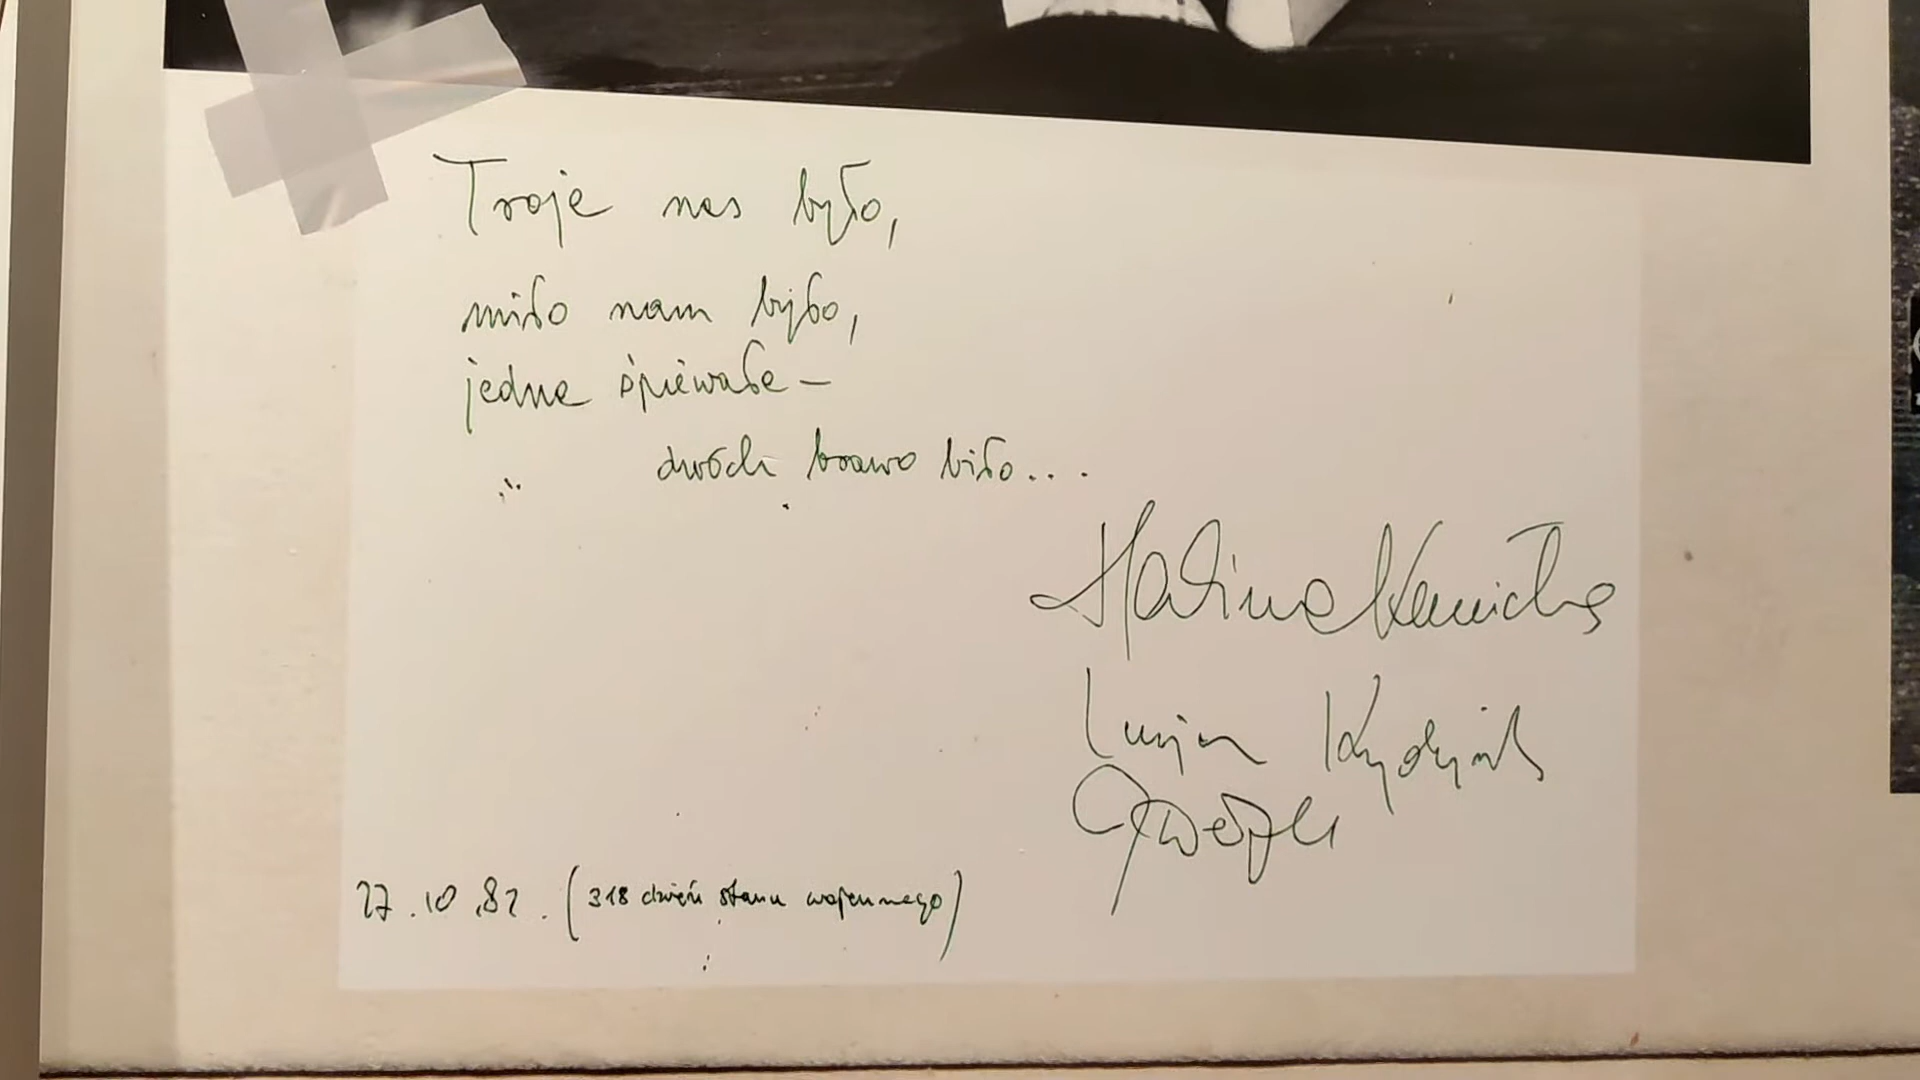 Troje nas było,
miło nam było,
jedna śpiewała –
dwóch brawo biło...
Halina Kunicka
Lucjan Kydryński
27.10.82. (318 dzień stanu wojennego)